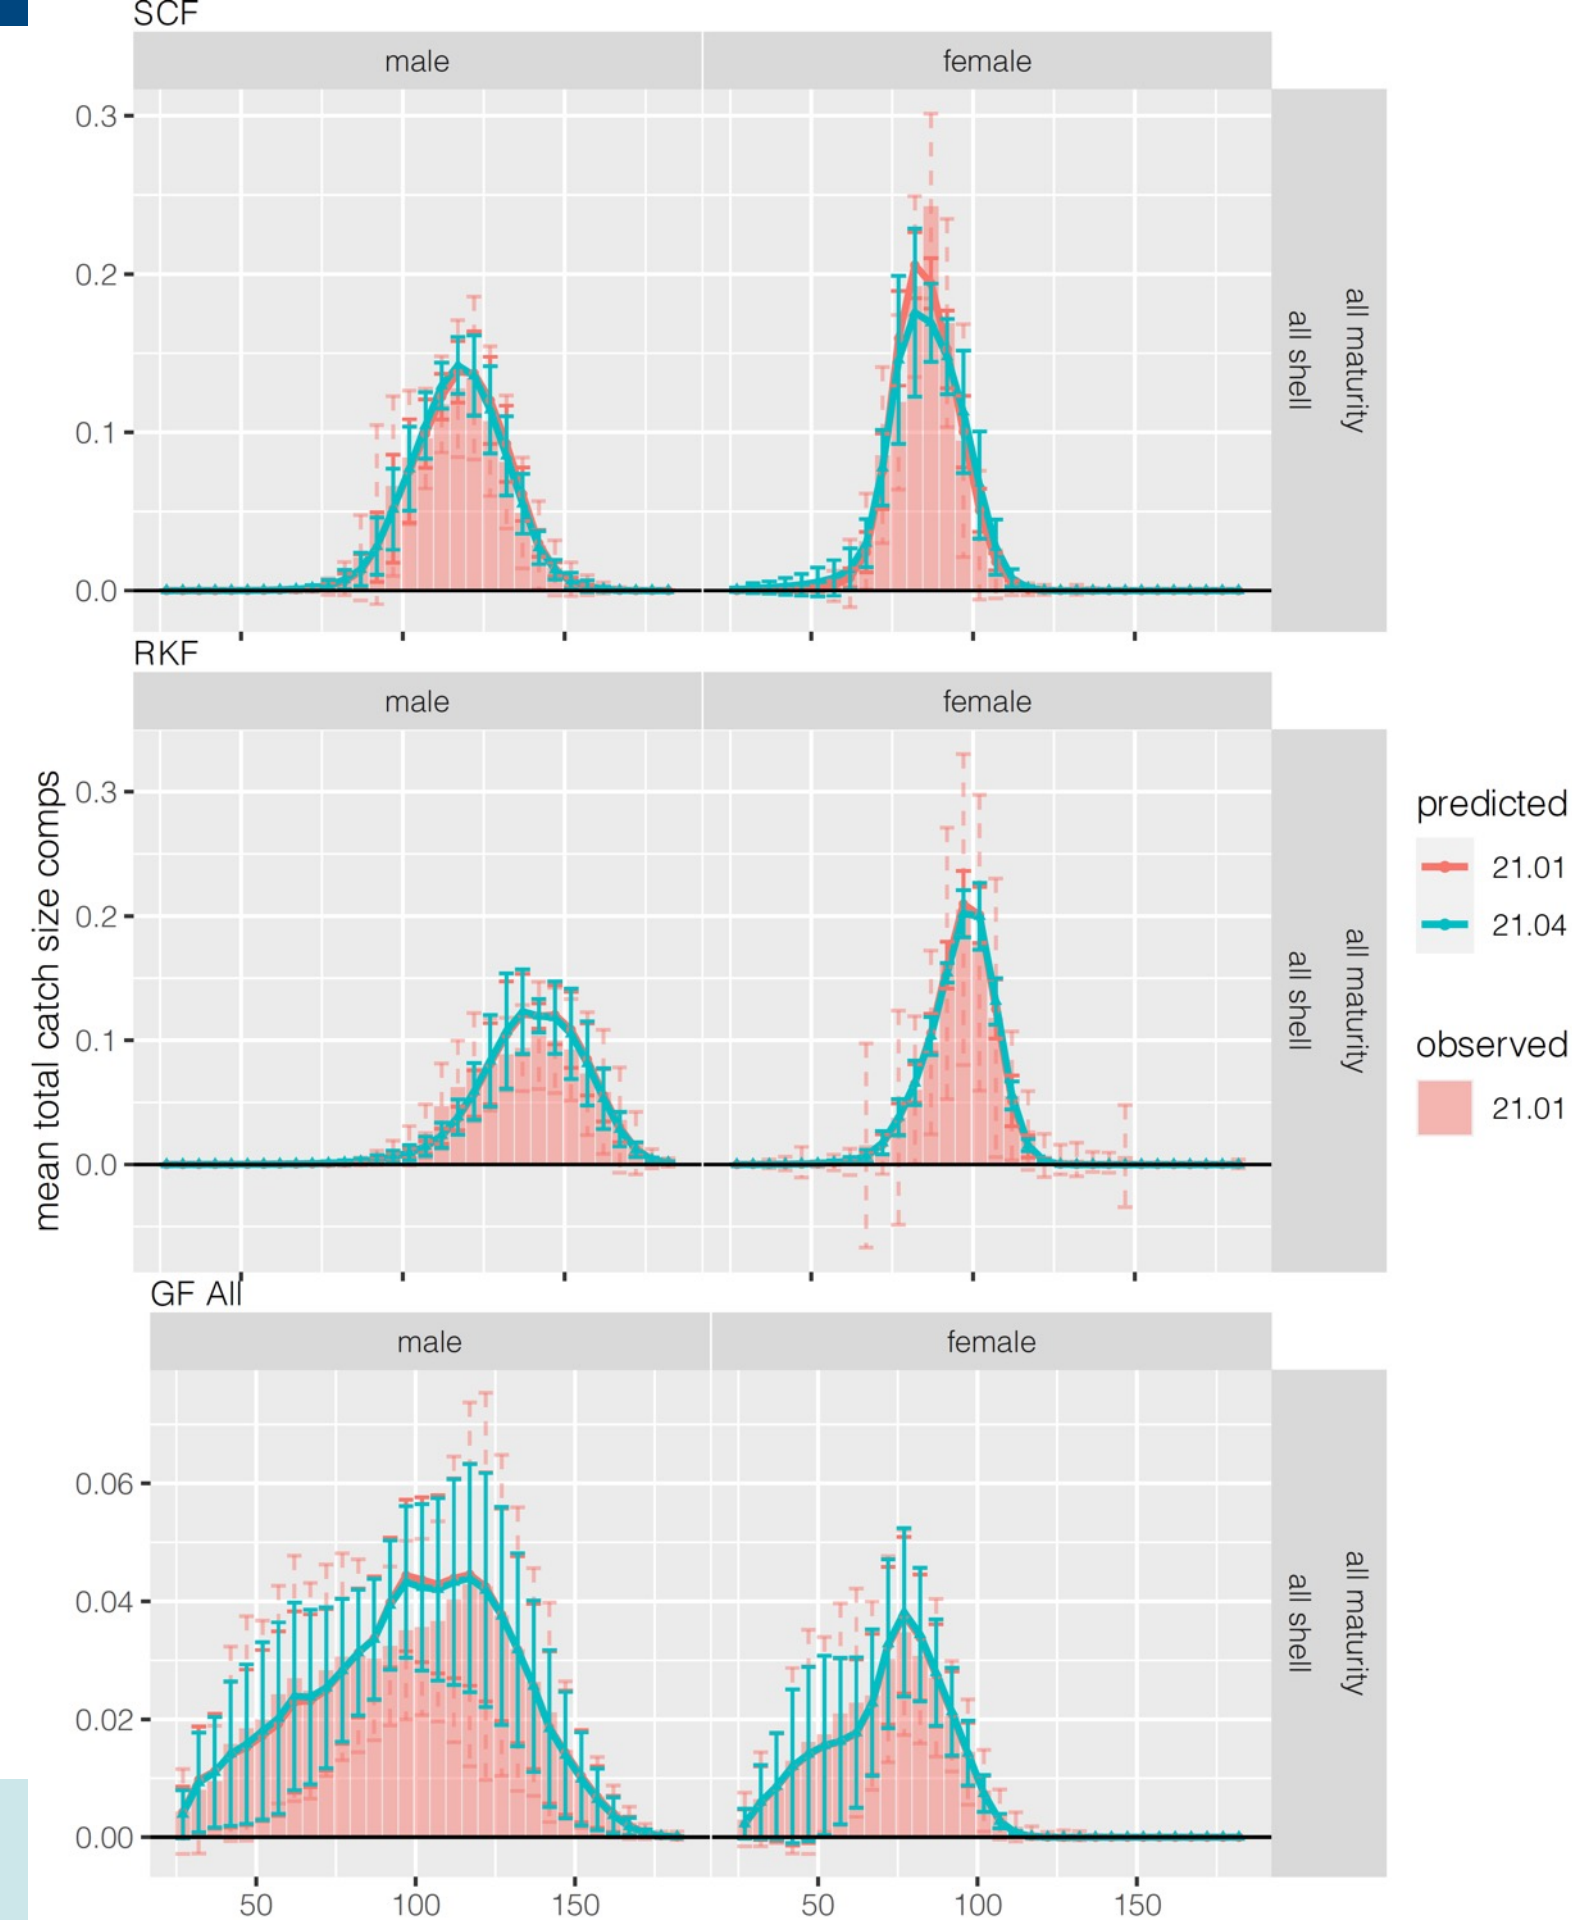 SCF
male female
0.3
0.2
0.1
0.0
all shell
all maturity
RKF
male female
mean total catch size comps
0.3
0.2
0.1
0.0
all shell
all maturity
predicted
21.01
21.04
observed
21.01
GF All
male female
0.06
0.04
0.02
0.00
all shell
all maturity
50 100 150 50 100 150